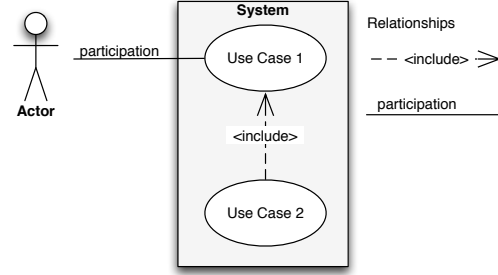 System
Relationships
participation
Use Case 1
<include>
participation
Actor
<include>
Use Case 2